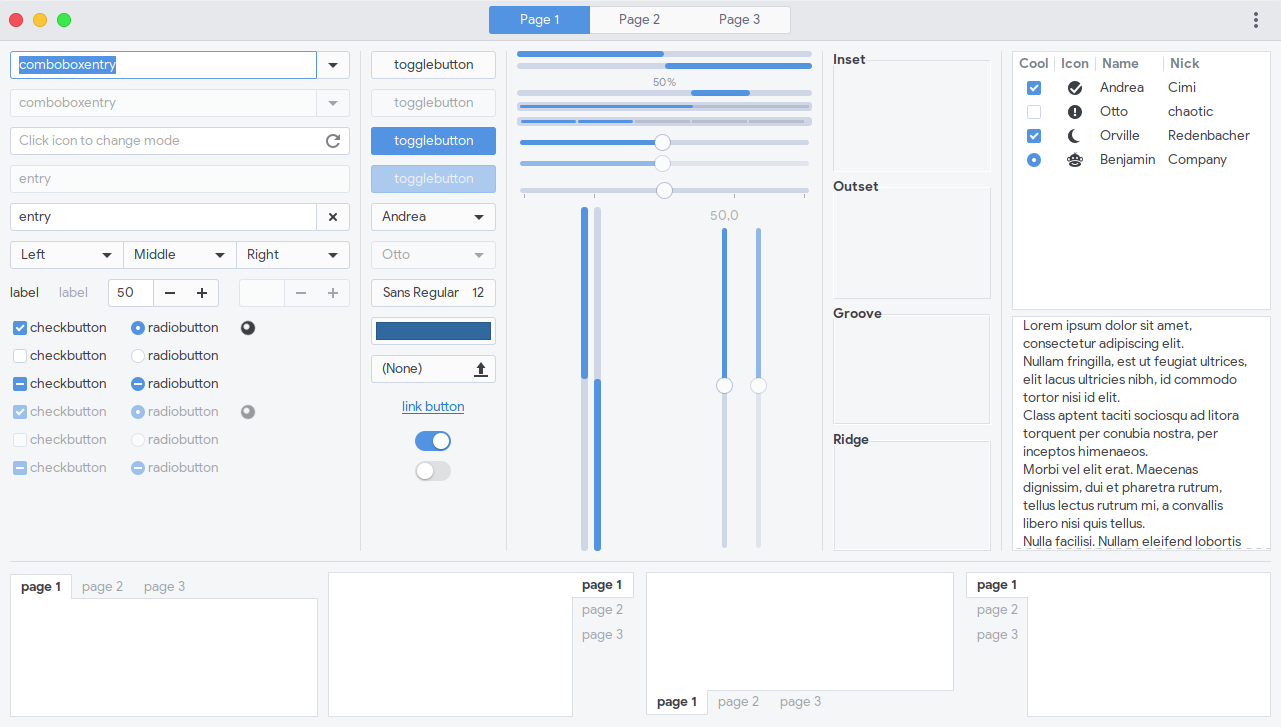 Page 1 Page 2 Page 3
comboboxentry
comboboxentry
Click icon to change mode
entry
entry
Left Middle Right
label label 50
checkbutton radiobutton
checkbutton radiobutton
checkbutton radiobutton
checkbutton radiobutton
checkbutton radiobutton
checkbutton radiobutton
togglebutton
togglebutton
togglebutton
togglebutton
Andrea
Otto
Sans Regular 12
(None)
link button
50%
50,0
Inset
Outset
Groove
Ridge
Cool Icon Name Nick
Andrea Cimi
Otto chaotic
Orville Redenbacher
Benjamin Company
Lorem ipsum dolor sit amet,
consectetur adipiscing elit.
Nullam fringilla, est ut feugiat ultrices,
elit lacus ultricies nibh, id commodo
tortor nisi id elit.
Class aptent taciti sociosqu ad litora
torquent per conubia nostra, per
inceptos himenaeos.
Morbi vel elit erat. Maecenas
dignissim, dui et pharetra rutrum,
tellus lectus rutrum mi, a convallis
libero nisi quis tellus.
Nulla facilisi. Nullam eleifend lobortis
page 1 page 2 page 3
page 1
page 2
page 3
page 1 page 2 page 3
page 1
page 2
page 3